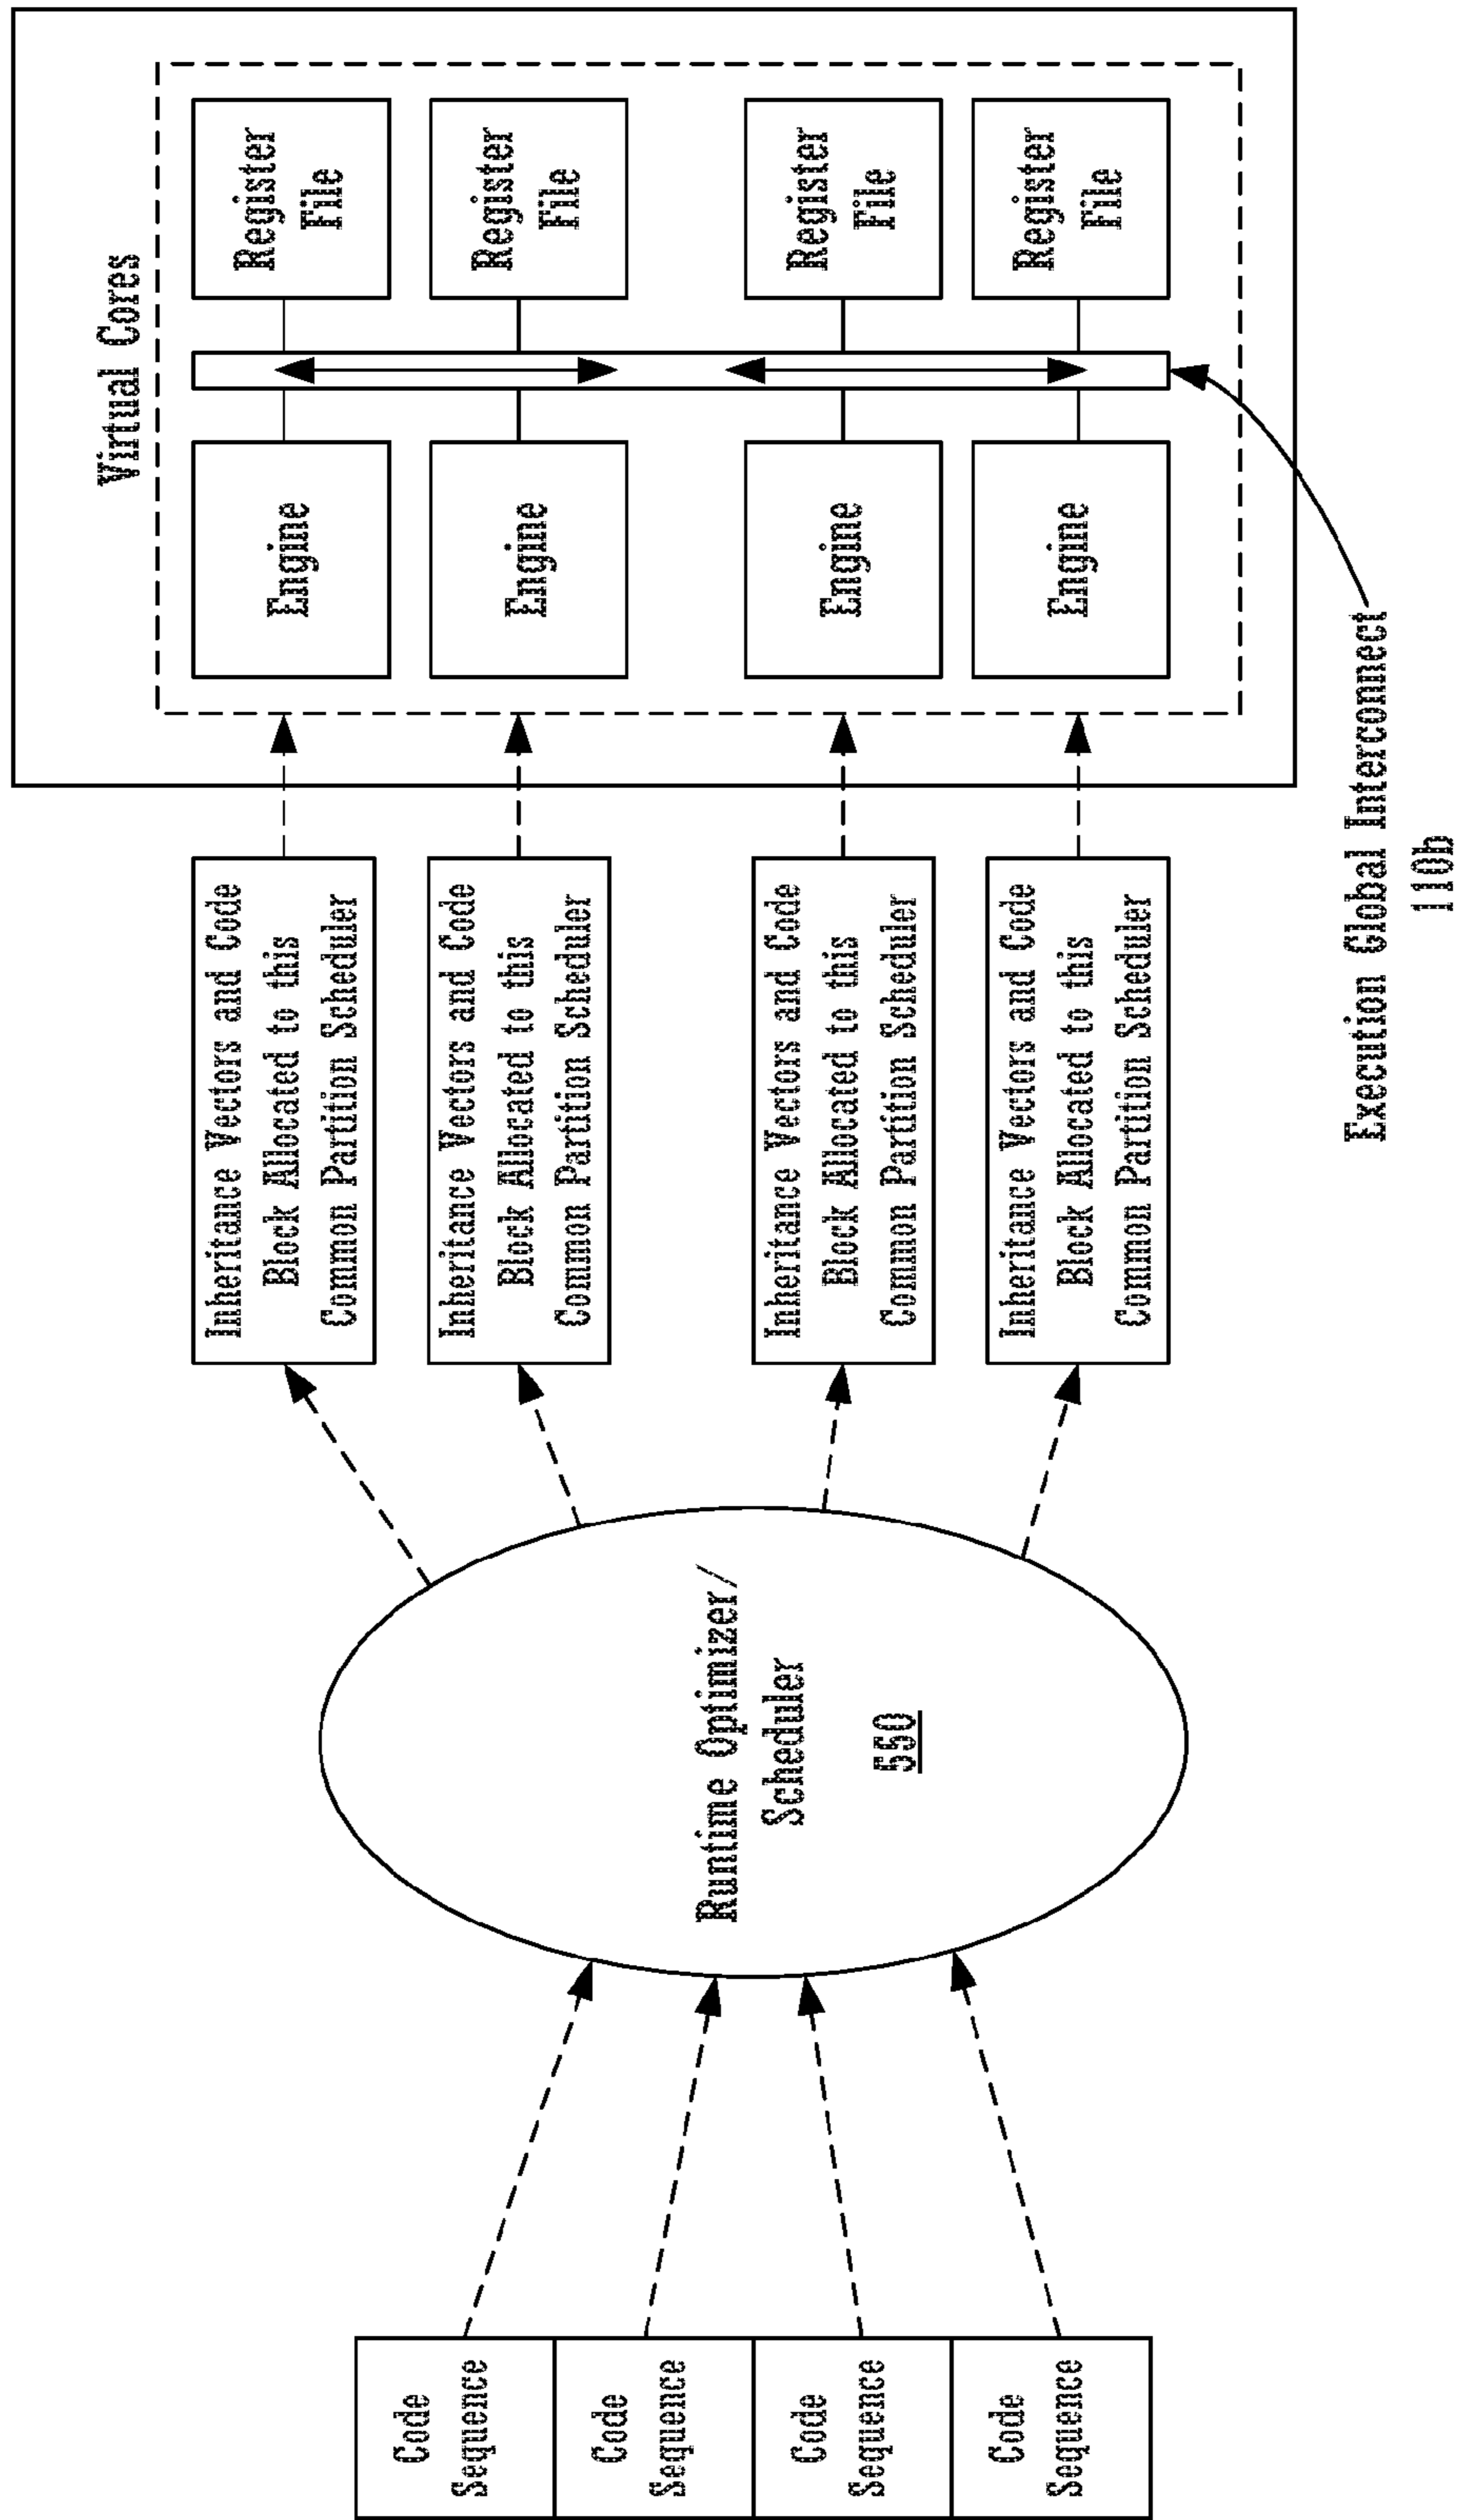 Code
Sequence
Code
Sequence
Code
Sequence
Code
Sequence
Runtime Optimizer/
Scheduler
550
Inheritance Vectors and Code
Block Allocated to this
Common Partition Scheduler
Inheritance Vectors and Code
Block Allocated to this
Common Partition Scheduler
Inheritance Vectors and Code
Block Allocated to this
Common Partition Scheduler
Inheritance Vectors and Code
Block Allocated to this
Common Partition Scheduler
Virtual Cores
Engine
Register
File
Engine
Register
File
Engine
Register
File
Engine
Register
File
Execution Global Interconnect
110b